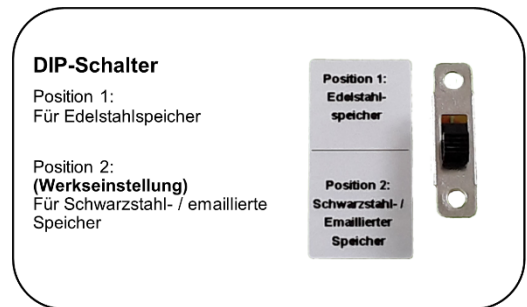 DIP-Schalter
Position 1:
Für Edelstahlspeicher
Position 2:
(Werkseinstellung)
Für Schwarzstahl- / emaillierte
Speicher
Position 1:
Edelstahl-
speicher
Position 2:
Schwarzstahl- /
Emaillierter
Speicher